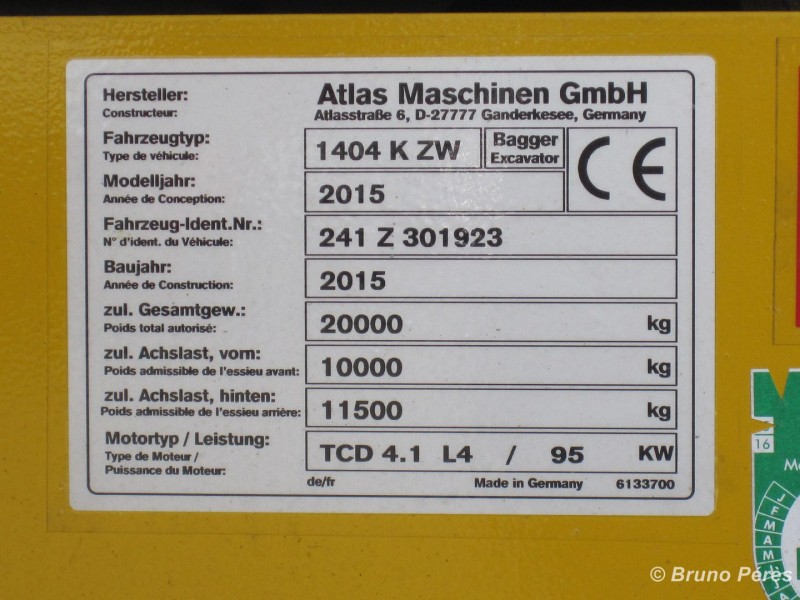 Hersteller:
Constructeur:
Atlas Maschinen GmbH
Atlasstraße 6, D-27777 Ganderkesee, Germany
Fahrzeugtyp:
Type de véhicule:
1404 K ZW
Bagger
Excavator
CE
Modelljahr:
Année de Conception:
2015
Fahrzeug-Ident.Nr.:
N° d'ident. du Véhicule:
241 Z 301923
Baujahr:
Année de Construction:
2015
zul. Gesamtgew.:
Poids total autorisé:
20000 kg
zul. Achslast, vorn:
Poids admissible de l'essieu avant:
10000 kg
zul. Achslast, hinten:
Poids admissible de l'essieu arrière:
11500 kg
Motortyp / Leistung:
Type de Moteur /
Puissance du Moteur:
TCD 4.1 L4 / 95 KW
de/fr
Made in Germany
6133700
16
J
F
M
A
M
J
J
A
© Bruno Péres